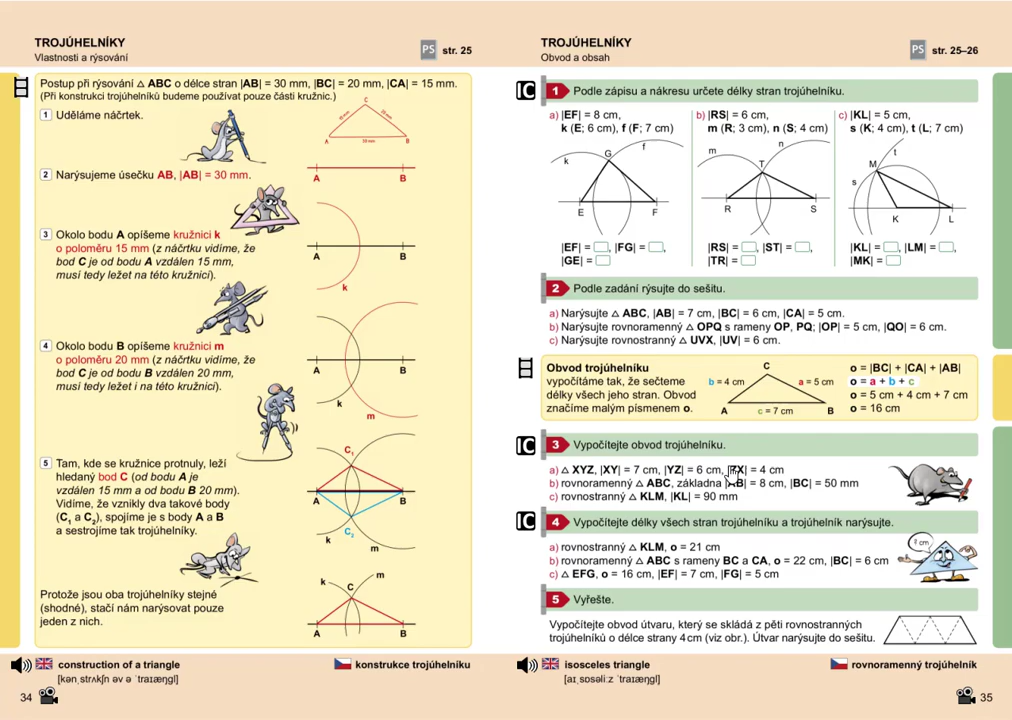 TROJÚHELNÍKY
Vlastnosti a rýsování
PS str. 25
Postup při rýsování △ ABC o délce stran |AB| = 30 mm, |BC| = 20 mm, |CA| = 15 mm.
(Při konstrukci trojúhelníků budeme používat pouze části kružnic.)
1 Uděláme náčrtek.
C
15 mm
20 mm
A
30 mm
B
2 Narýsujeme úsečku AB, |AB| = 30 mm.
A B
3 Okolo bodu A opíšeme kružnici k
o poloměru 15 mm (z náčrtku vidíme, že
bod C je od bodu A vzdálen 15 mm,
musí tedy ležet na této kružnici).
A B
k
4 Okolo bodu B opíšeme kružnici m
o poloměru 20 mm (z náčrtku vidíme, že
bod C je od bodu B vzdálen 20 mm,
musí tedy ležet i na této kružnici).
A B
k
m
5 Tam, kde se kružnice protnuly, leží
hledaný bod C (od bodu A je
vzdálen 15 mm a od bodu B 20 mm).
Vidíme, že vznikly dva takové body
(C₁ a C₂), spojíme je s body A a B
a sestrojíme tak trojúhelníky.
C₁
A B
C₂
k
m
Protože jsou oba trojúhelníky stejné
(shodné), stačí nám narýsovat pouze
jeden z nich.
k
m
C
A B
construction of a triangle
[kənˌstrʌkʃn əv ə ˈtraɪæŋgl]
konstrukce trojúhelníku
34
TROJÚHELNÍKY
Obvod a obsah
PS str. 25–26
IC 1 Podle zápisu a nákresu určete délky stran trojúhelníku.
a) |EF| = 8 cm,
k (E; 6 cm), f (F; 7 cm)
k
f
G
E F
|EF| = , |FG| = ,
|GE| =
b) |RS| = 6 cm,
m (R; 3 cm), n (S; 4 cm)
m
n
T
R S
|RS| = , |ST| = ,
|TR| =
c) |KL| = 5 cm,
s (K; 4 cm), t (L; 7 cm)
t
M
s
K L
|KL| = , |LM| = ,
|MK| =
2 Podle zadání rýsujte do sešitu.
a) Narýsujte △ ABC, |AB| = 7 cm, |BC| = 6 cm, |CA| = 5 cm.
b) Narýsujte rovnoramenný △ OPQ s rameny OP, PQ; |OP| = 5 cm, |QO| = 6 cm.
c) Narýsujte rovnostranný △ UVX, |UV| = 6 cm.
Obvod trojúhelníku
vypočítáme tak, že sečteme
délky všech jeho stran. Obvod
značíme malým písmenem o.
C
b = 4 cm
a = 5 cm
A
c = 7 cm
B
o = |BC| + |CA| + |AB|
o = a + b + c
o = 5 cm + 4 cm + 7 cm
o = 16 cm
IC 3 Vypočítejte obvod trojúhelníku.
a) △ XYZ, |XY| = 7 cm, |YZ| = 6 cm, |ZX| = 4 cm
b) rovnoramenný △ ABC, základna |AB| = 8 cm, |BC| = 50 mm
c) rovnostranný △ KLM, |KL| = 90 mm
IC 4 Vypočítejte délky všech stran trojúhelníku a trojúhelník narýsujte.
a) rovnostranný △ KLM, o = 21 cm
b) rovnoramenný △ ABC s rameny BC a CA, o = 22 cm, |BC| = 6 cm
c) △ EFG, o = 16 cm, |EF| = 7 cm, |FG| = 5 cm
? cm
5 Vyřešte.
Vypočítejte obvod útvaru, který se skládá z pěti rovnostranných
trojúhelníků o délce strany 4 cm (viz obr.). Útvar narýsujte do sešitu.
isosceles triangle
[aɪˌsosəliːz ˈtraɪæŋgl]
rovnoramenný trojúhelník
35